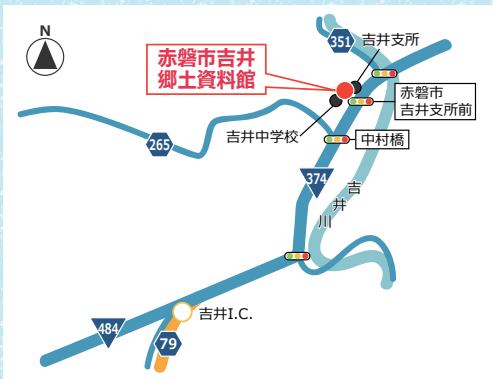 N
351
吉井支所
赤磐市吉井
郷土資料館
赤磐市
吉井支所前
吉井中学校
中村橋
265
374
吉井川
吉井I.C.
484
79